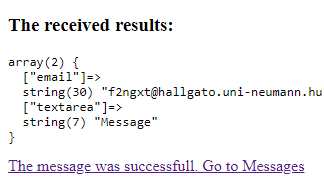 The received results:
array(2) {
["email"]=>
string(30) "f2ngxt@hallgato.uni-neumann.hu
["textarea"]=>
string(7) "Message"
}
The message was successfull. Go to Messages